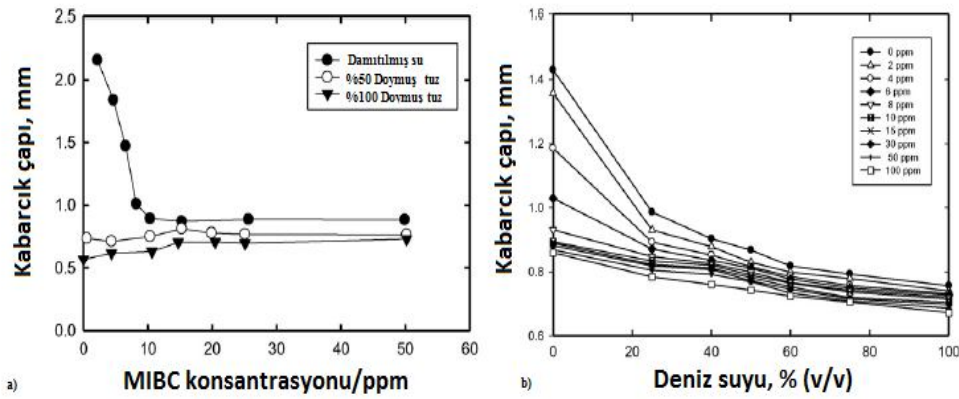 2.5
2.0
1.5
1.0
0.5
0.0
Kabarcık çapı, mm
Damıtılmış su
%50 Doymuş tuz
%100 Doymuş tuz
0 10 20 30 40 50 60
a) MIBC konsantrasyonu/ppm
1.6
1.4
1.2
1.0
0.8
0.6
Kabarcık çapı, mm
0 ppm
2 ppm
4 ppm
6 ppm
8 ppm
10 ppm
15 ppm
30 ppm
50 ppm
100 ppm
0 20 40 60 80 100
b) Deniz suyu, % (v/v)